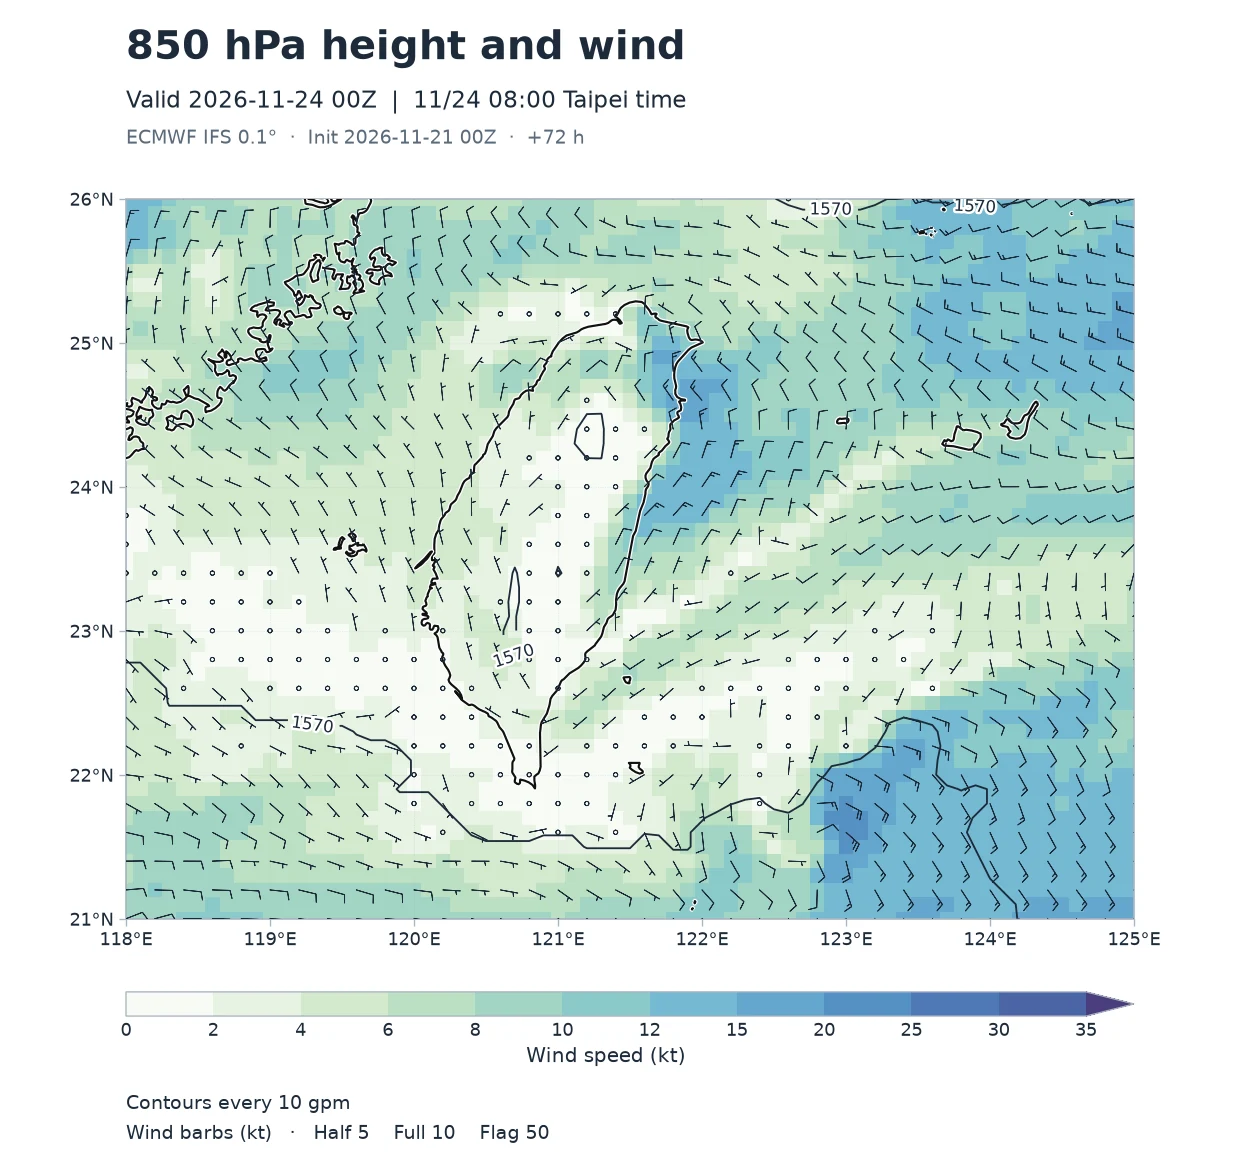 850 hPa height and wind
Valid 2026-11-24 00Z | 11/24 08:00 Taipei time
ECMWF IFS 0.1° · Init 2026-11-21 00Z · +72 h
26°N
1570
1570
25°N
24°N
23°N
1570
1570
22°N
21°N
118°E 119°E 120°E 121°E 122°E 123°E 124°E 125°E
0 2 4 6 8 10 12 15 20 25 30 35
Wind speed (kt)
Contours every 10 gpm
Wind barbs (kt) · Half 5 Full 10 Flag 50